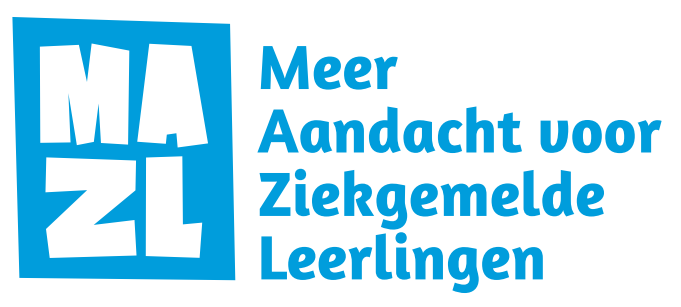 MA
ZL
Meer
Aandacht voor
Ziekgemelde
Leerlingen